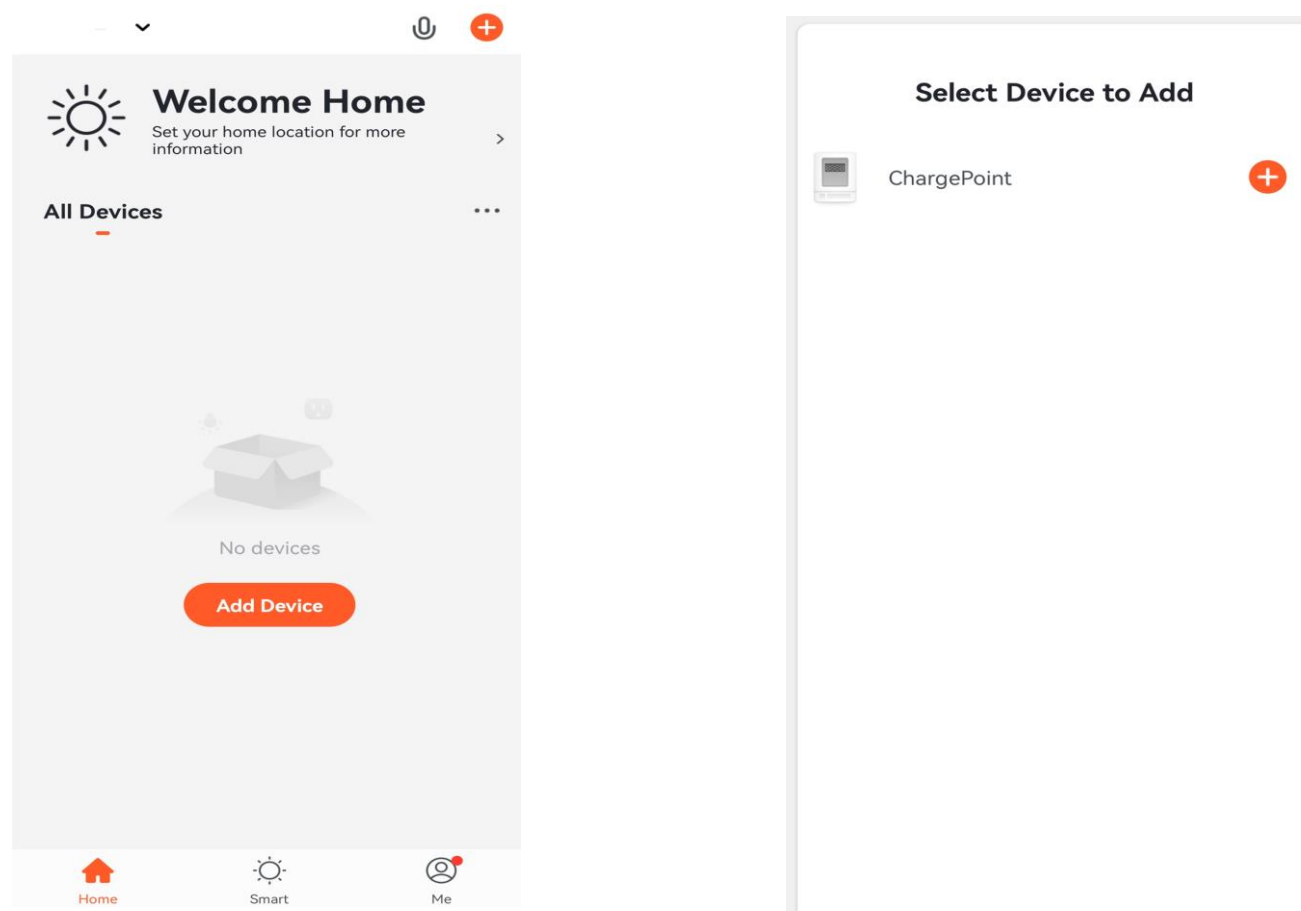 Welcome Home
Set your home location for more
information
All Devices
No devices
Add Device
Home
Smart
Me
Select Device to Add
ChargePoint